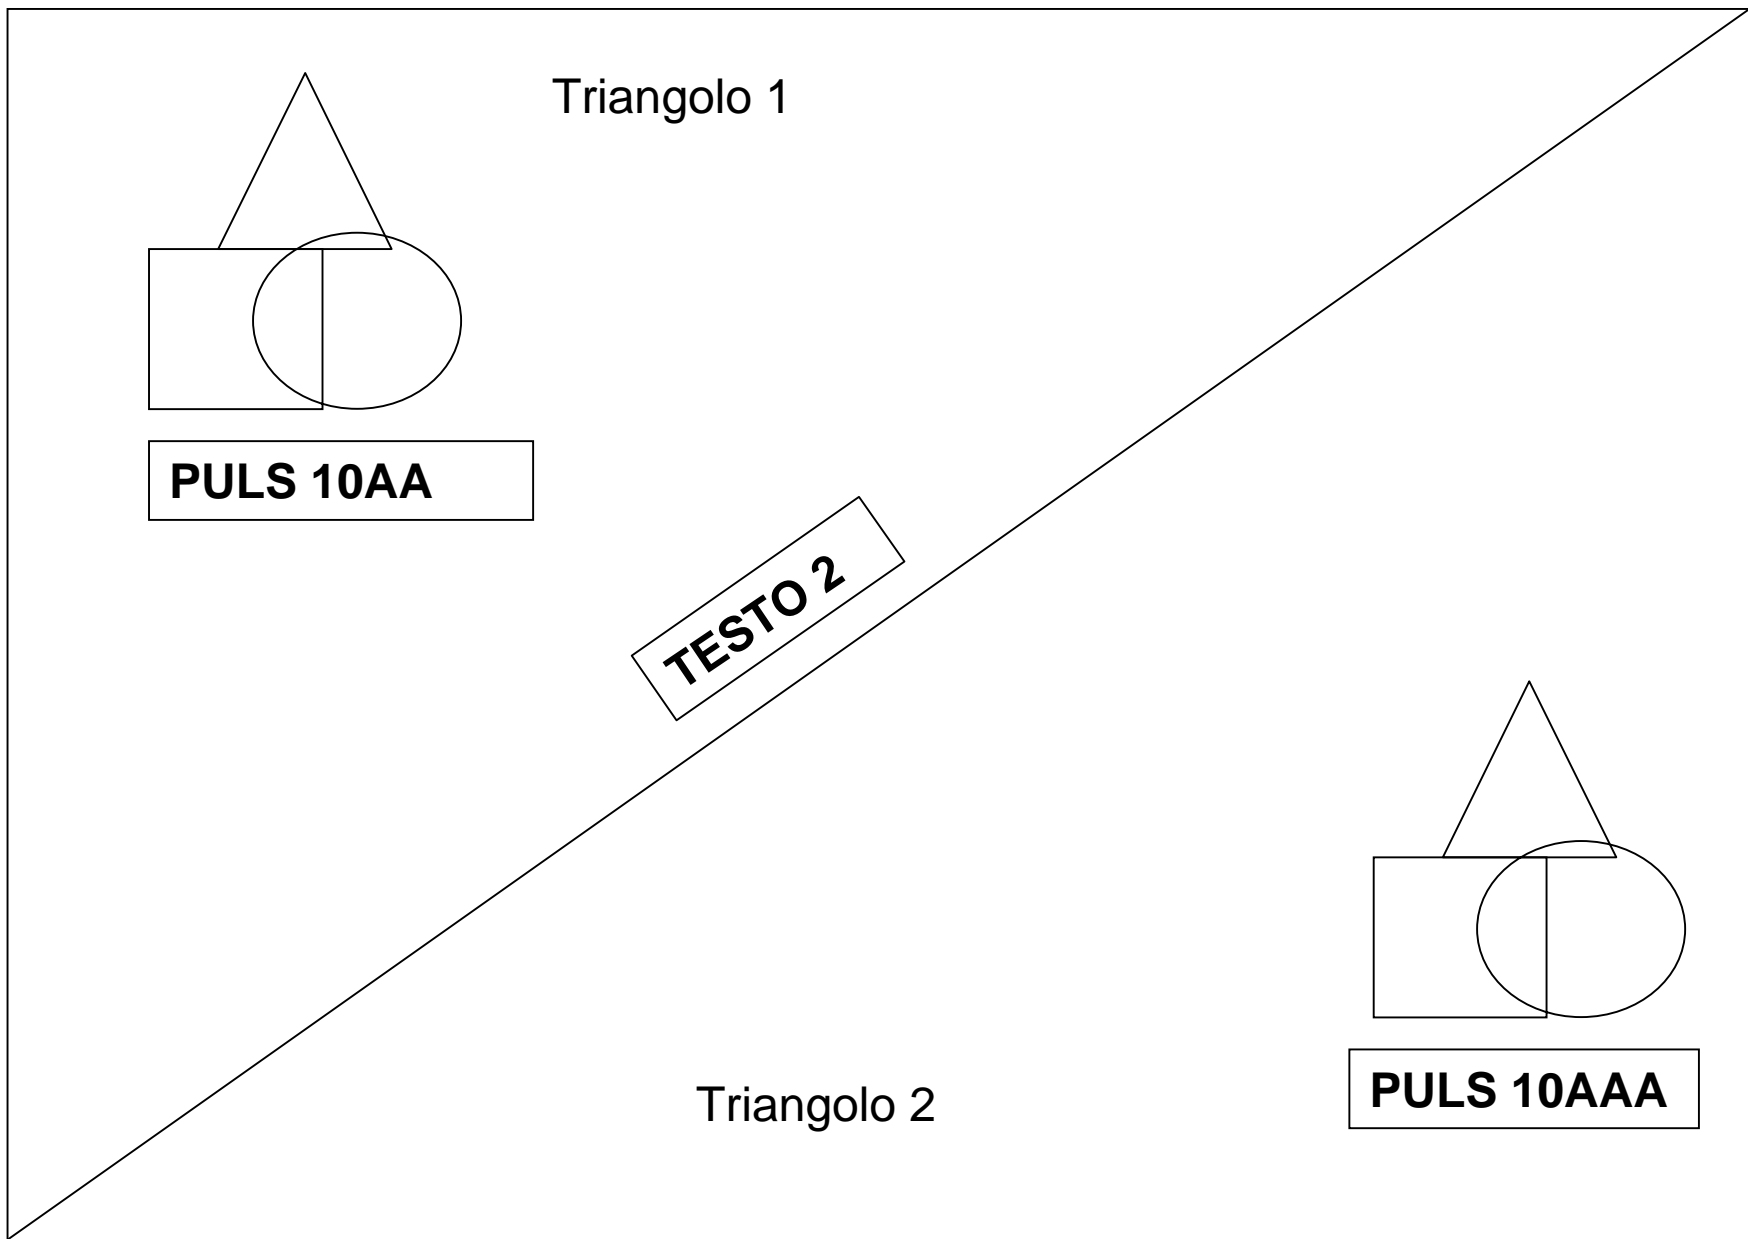 Triangolo 1
PULS 10AA
TESTO 2
PULS 10AAA
Triangolo 2